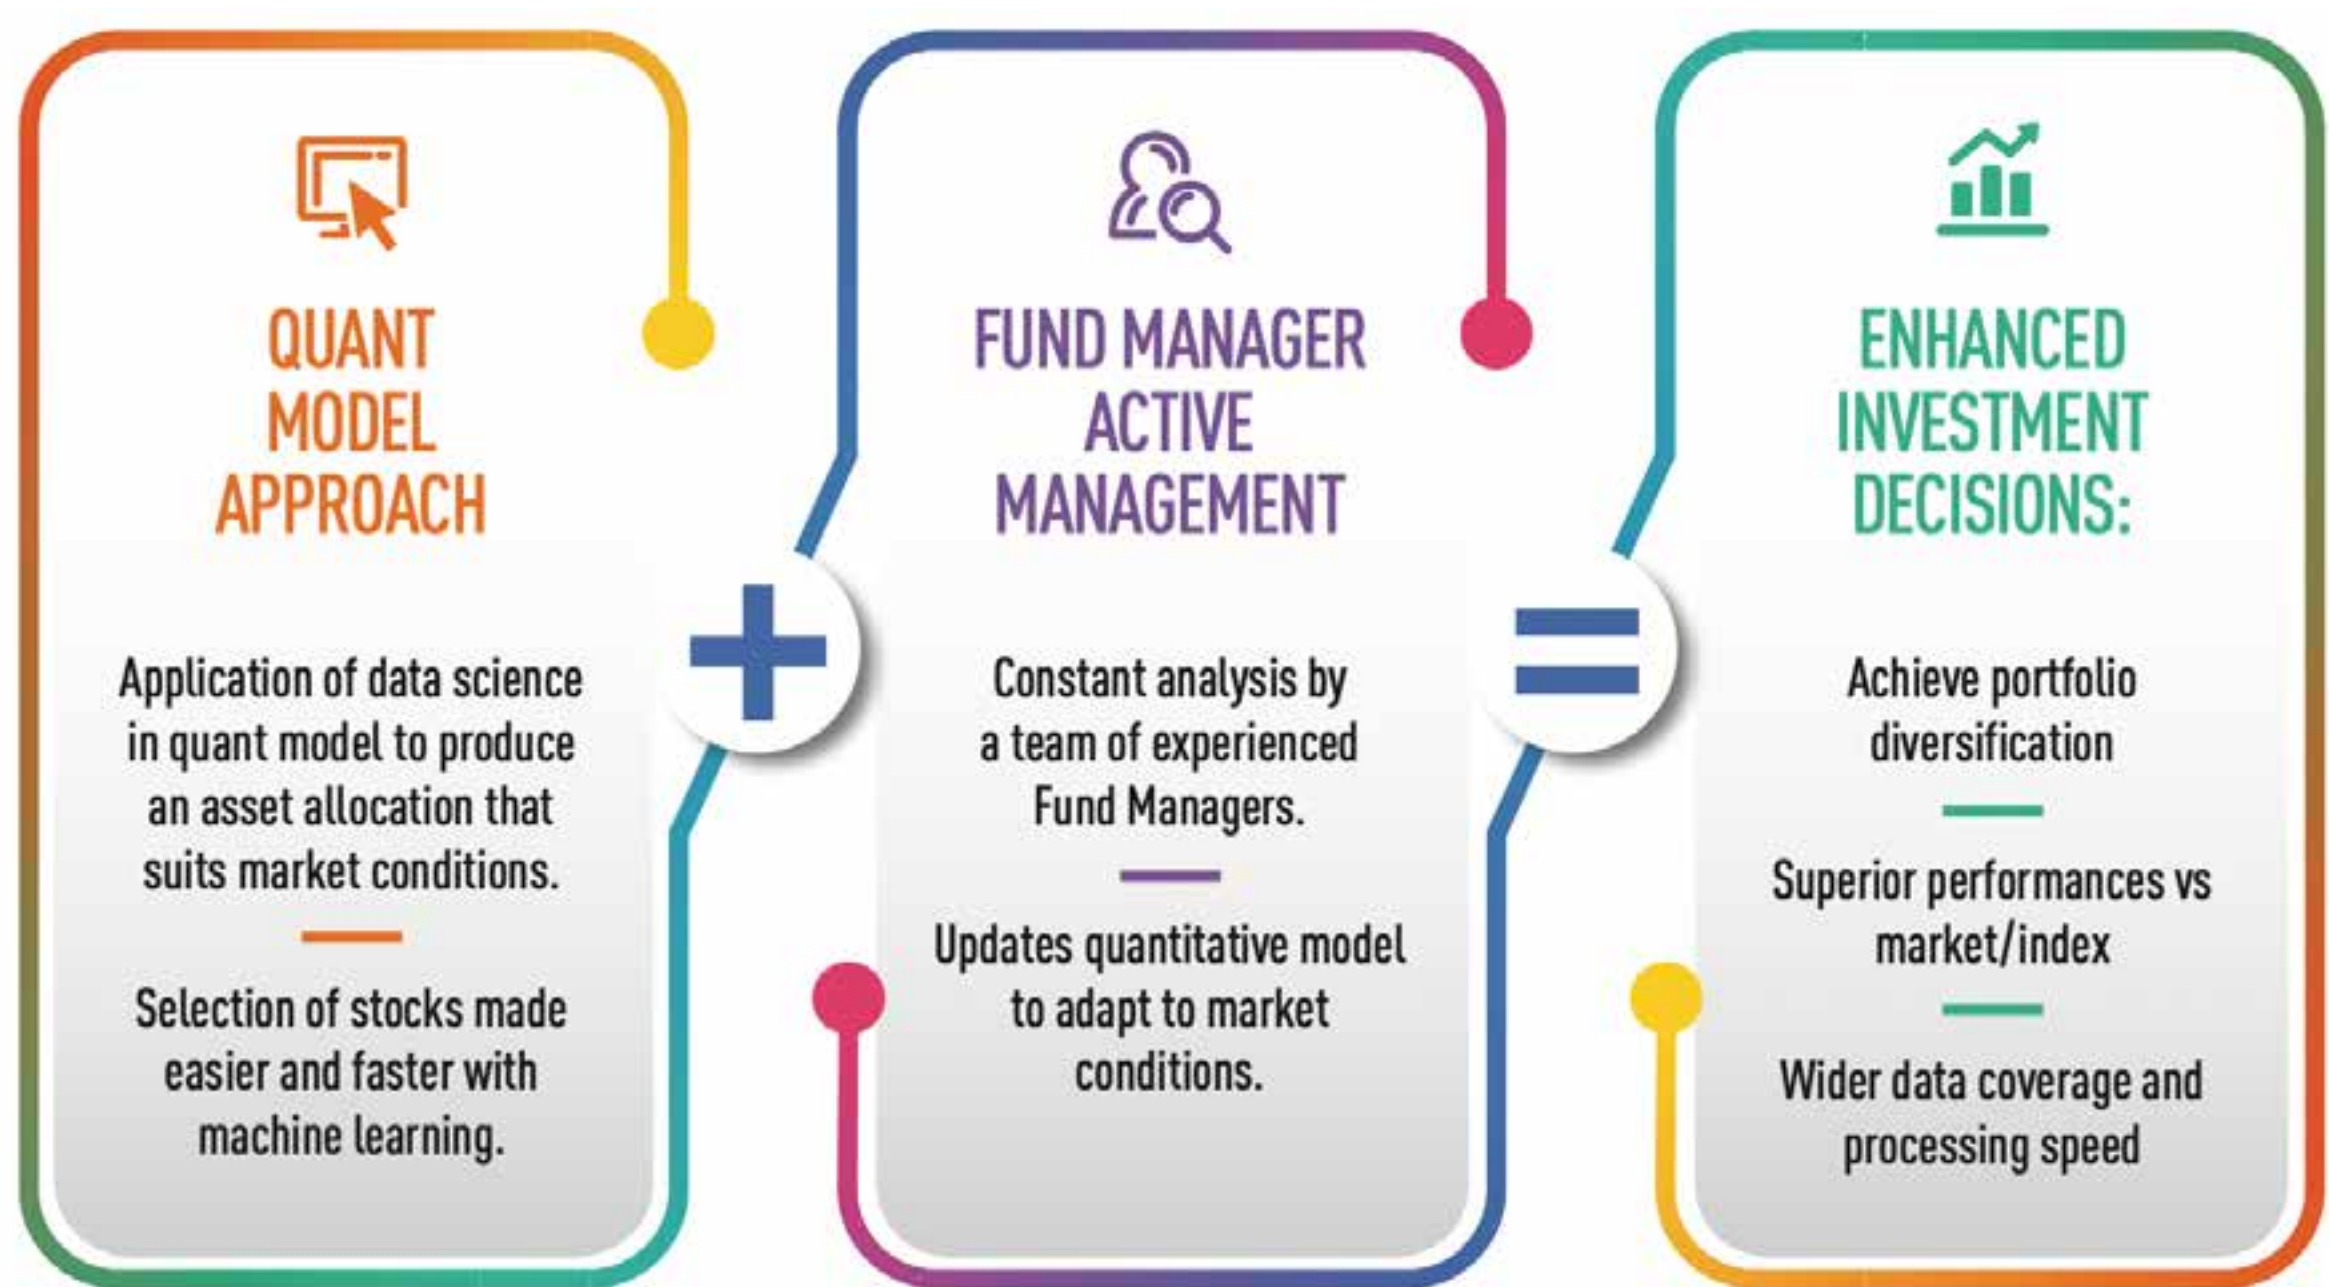 QUANT
MODEL
APPROACH
Application of data science
in quant model to produce
an asset allocation that
suits market conditions.
Selection of stocks made
easier and faster with
machine learning.
+
FUND MANAGER
ACTIVE
MANAGEMENT
Constant analysis by
a team of experienced
Fund Managers.
Updates quantitative model
to adapt to market
conditions.
=
ENHANCED
INVESTMENT
DECISIONS:
Achieve portfolio
diversification
Superior performances vs
market/index
Wider data coverage and
processing speed